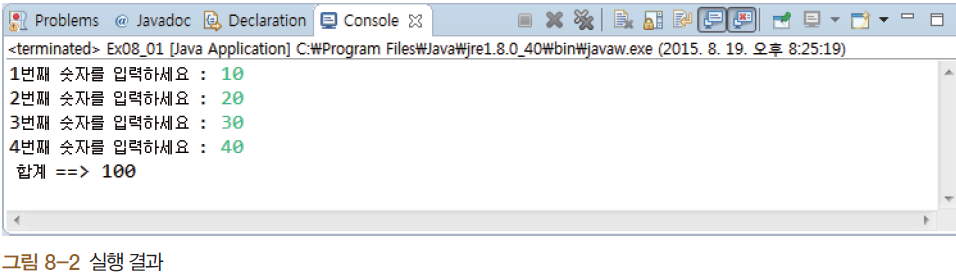 Problems @ Javadoc Declaration Console
<terminated> Ex08_01 [Java Application] C:₩Program Files₩Java₩jre1.8.0_40₩bin₩javaw.exe (2015. 8. 19. 오후 8:25:19)
1번째 숫자를 입력하세요 : 10
2번째 숫자를 입력하세요 : 20
3번째 숫자를 입력하세요 : 30
4번째 숫자를 입력하세요 : 40
합계 ==> 100
그림 8-2 실행 결과